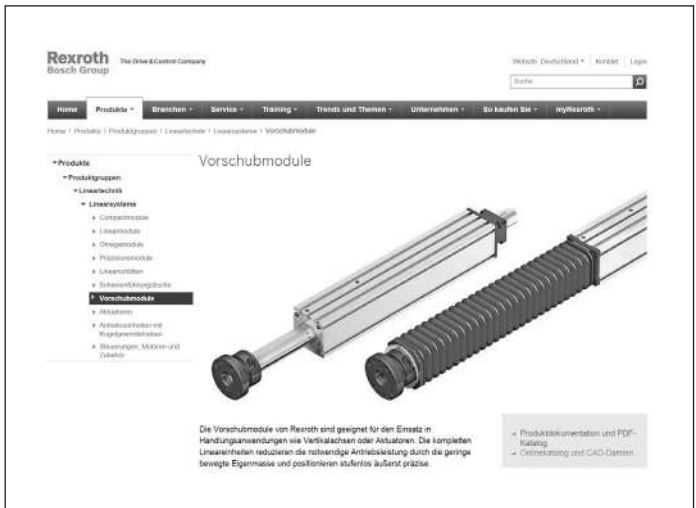 Rexroth
Bosch Group
The Drive & Control Company
Website: Deutschland Kontakt Login
Suche
Home Produkte Branchen Service Training Trends und Themen Unternehmen So kaufen Sie myRexroth
Home Produkte Produktgruppen Lineartechnik Linearsysteme Vorschubmodule
Produkte
Produktgruppen
Lineartechnik
Linearsysteme
Compactmodule
Linearmodule
Omegamodule
Präzisionsmodule
Linearschlitten
Schienenführungstische
Vorschubmodule
Aktuatoren
Antriebseinheiten mit
Kugelgewindetrieben
Steuerungen, Motoren und
Zubehör
Vorschubmodule
Die Vorschubmodule von Rexroth sind geeignet für den Einsatz in
Handlungsanwendungen wie Vertikalachsen oder Aktuatoren. Die kompletten
Lineareinheiten reduzieren die notwendige Antriebsleistung durch die geringe
bewegte Eigenmasse und positionieren stufenlos äußerst präzise.
Produktdokumentation und PDF-
Katalog
Onlinekatalog und CAD-Dateien